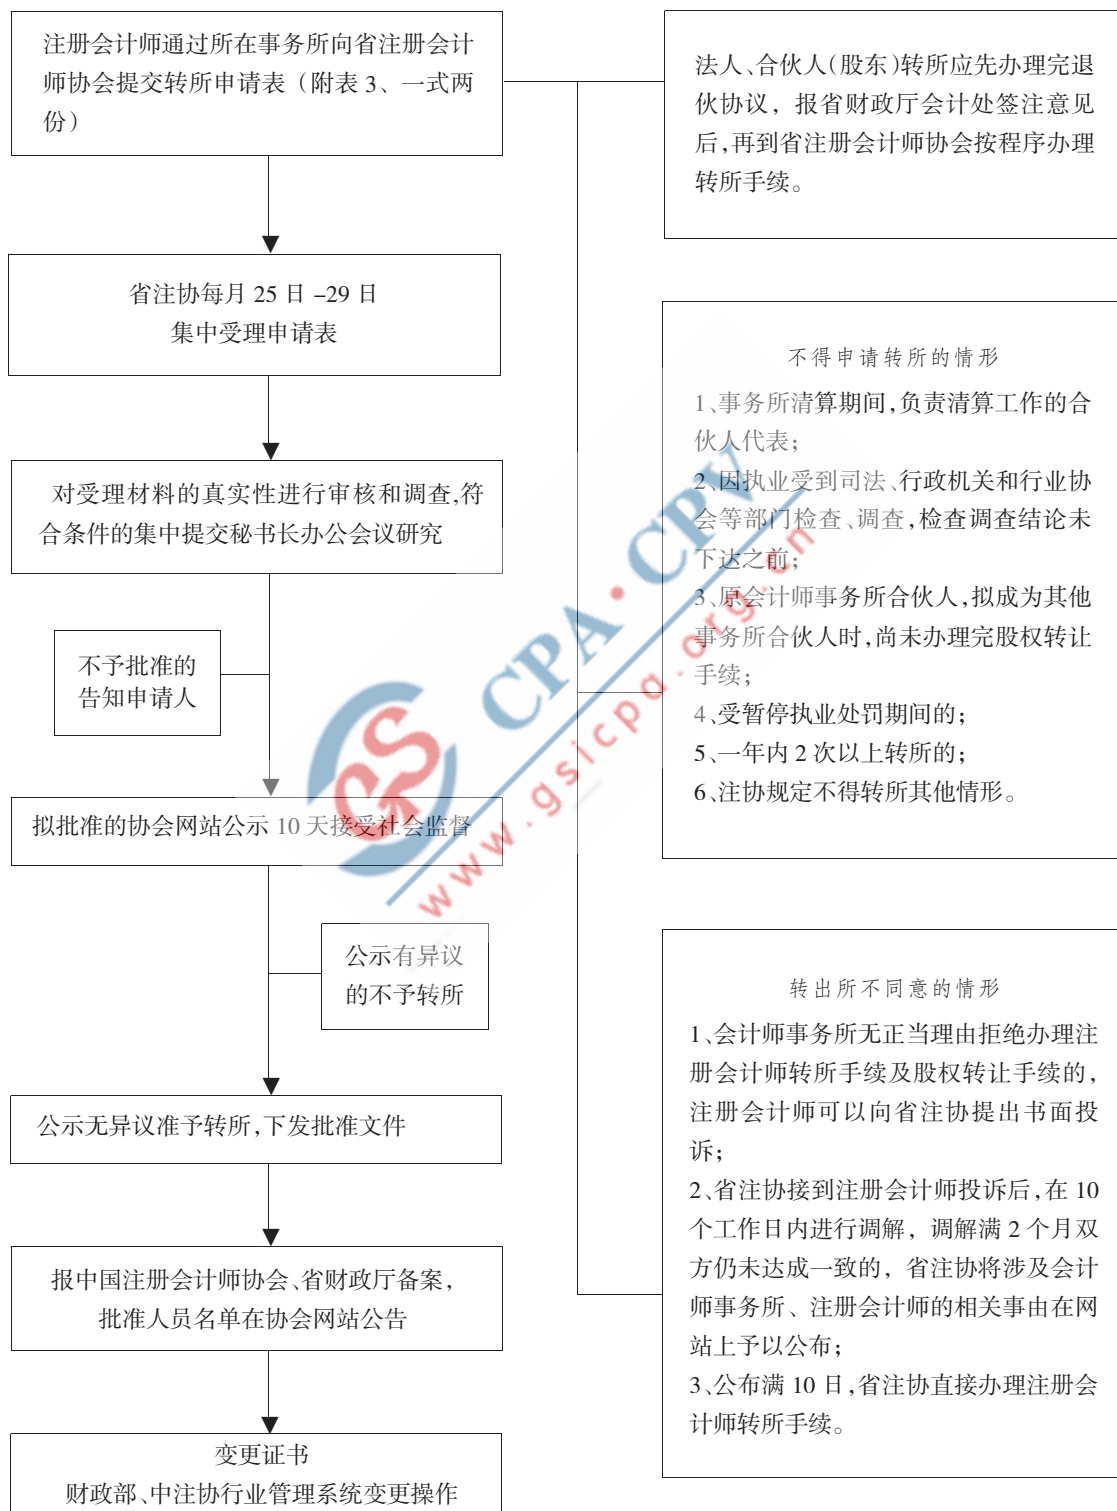 注册会计师通过所在事务所向省注册会计
师协会提交转所申请表（附表 3、一式两
份）
省注协每月 25 日 –29 日
集中受理申请表
对受理材料的真实性进行审核和调查,符
合条件的集中提交秘书长办公会议研究
不予批准的
告知申请人
拟批准的协会网站公示 10 天接受社会监督
公示有异议
的不予转所
公示无异议准予转所,下发批准文件
报中国注册会计师协会、省财政厅备案，
批准人员名单在协会网站公告
变更证书
财政部、中注协行业管理系统变更操作
法人、合伙人(股东)转所应先办理完退
伙协议，报省财政厅会计处签注意见
后,再到省注册会计师协会按程序办理
转所手续。
不得申请转所的情形
1、事务所清算期间,负责清算工作的合
伙人代表；
2、因执业受到司法、行政机关和行业协
会等部门检查、调查,检查调查结论未
下达之前；
3、原会计师事务所合伙人,拟成为其他
事务所合伙人时,尚未办理完股权转让
手续；
4、受暂停执业处罚期间的；
5、一年内 2 次以上转所的；
6、注协规定不得转所其他情形。
转出所不同意的情形
1、会计师事务所无正当理由拒绝办理注
册会计师转所手续及股权转让手续的，
注册会计师可以向省注协提出书面投
诉；
2、省注协接到注册会计师投诉后,在 10
个工作日内进行调解，调解满 2 个月双
方仍未达成一致的，省注协将涉及会计
师事务所、注册会计师的相关事由在网
站上予以公布；
3、公布满 10 日,省注协直接办理注册会
计师转所手续。
GS CPA·CPV
www.gsicpa.org.cn